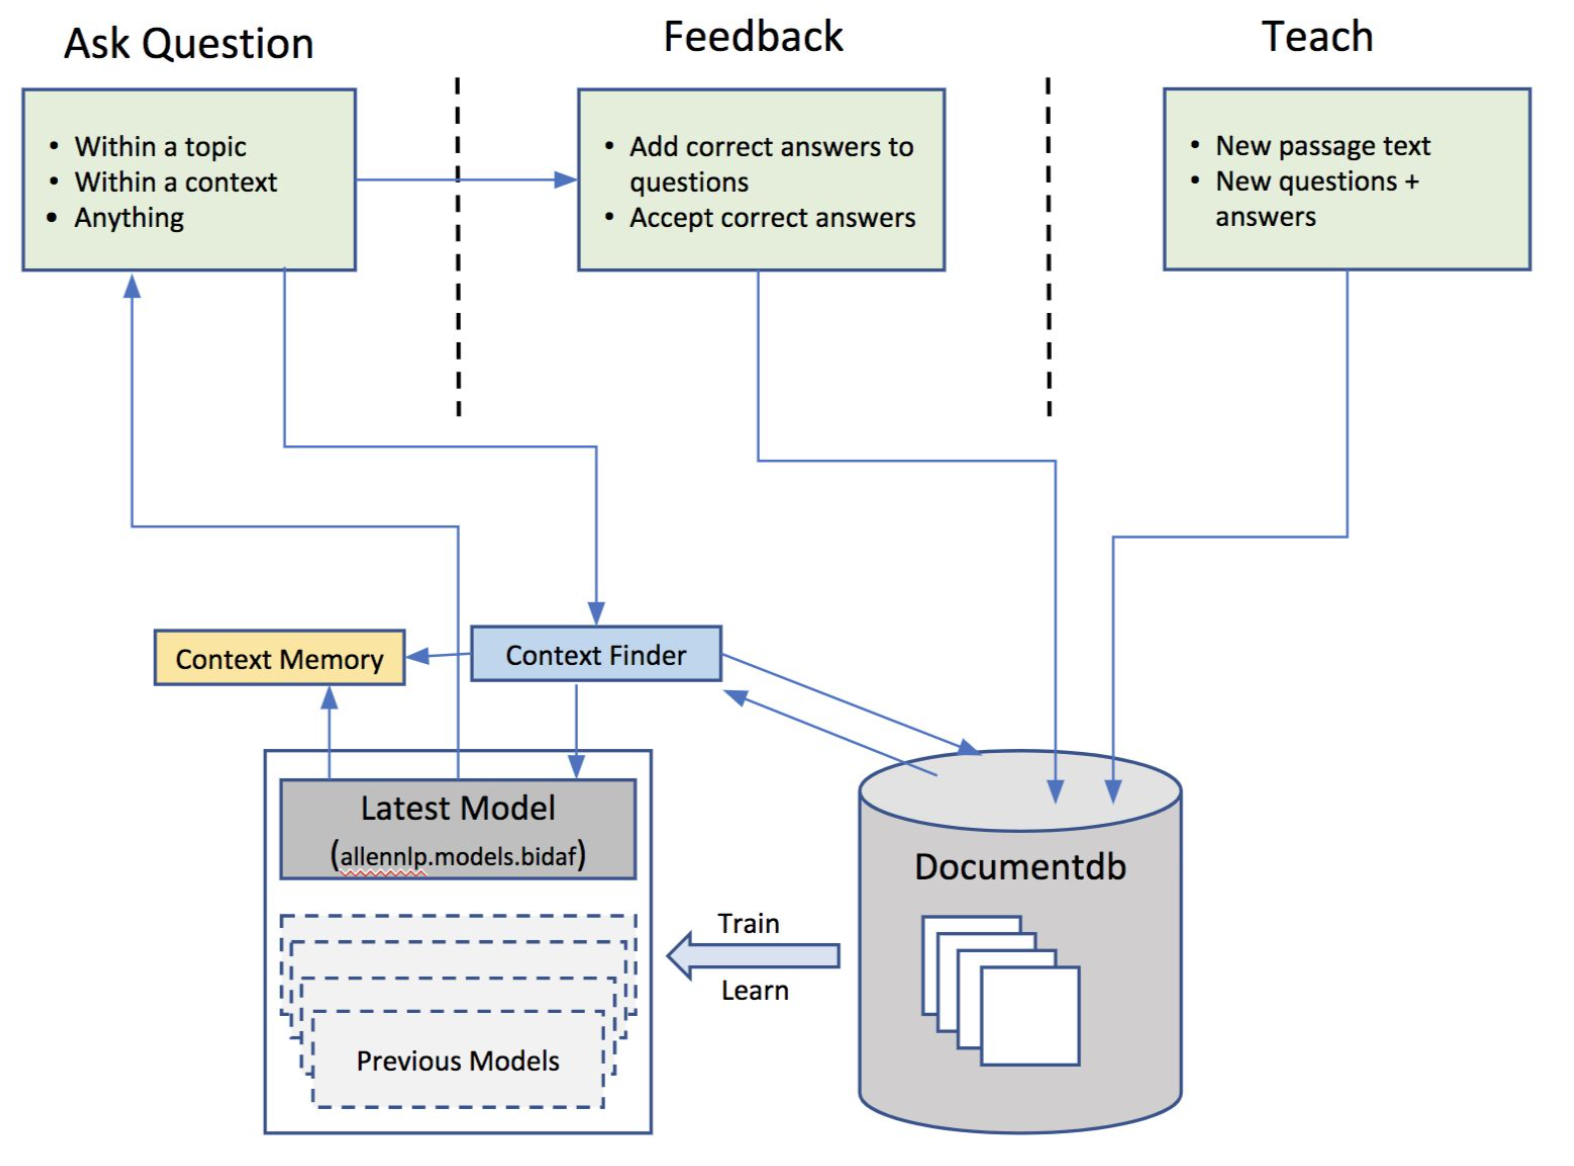 Ask Question
Feedback
Teach
• Within a topic
• Within a context
• Anything
• Add correct answers to
questions
• Accept correct answers
• New passage text
• New questions +
answers
Context Memory
Context Finder
Latest Model
(allennlp.models.bidaf)
Documentdb
Train
Learn
Previous Models